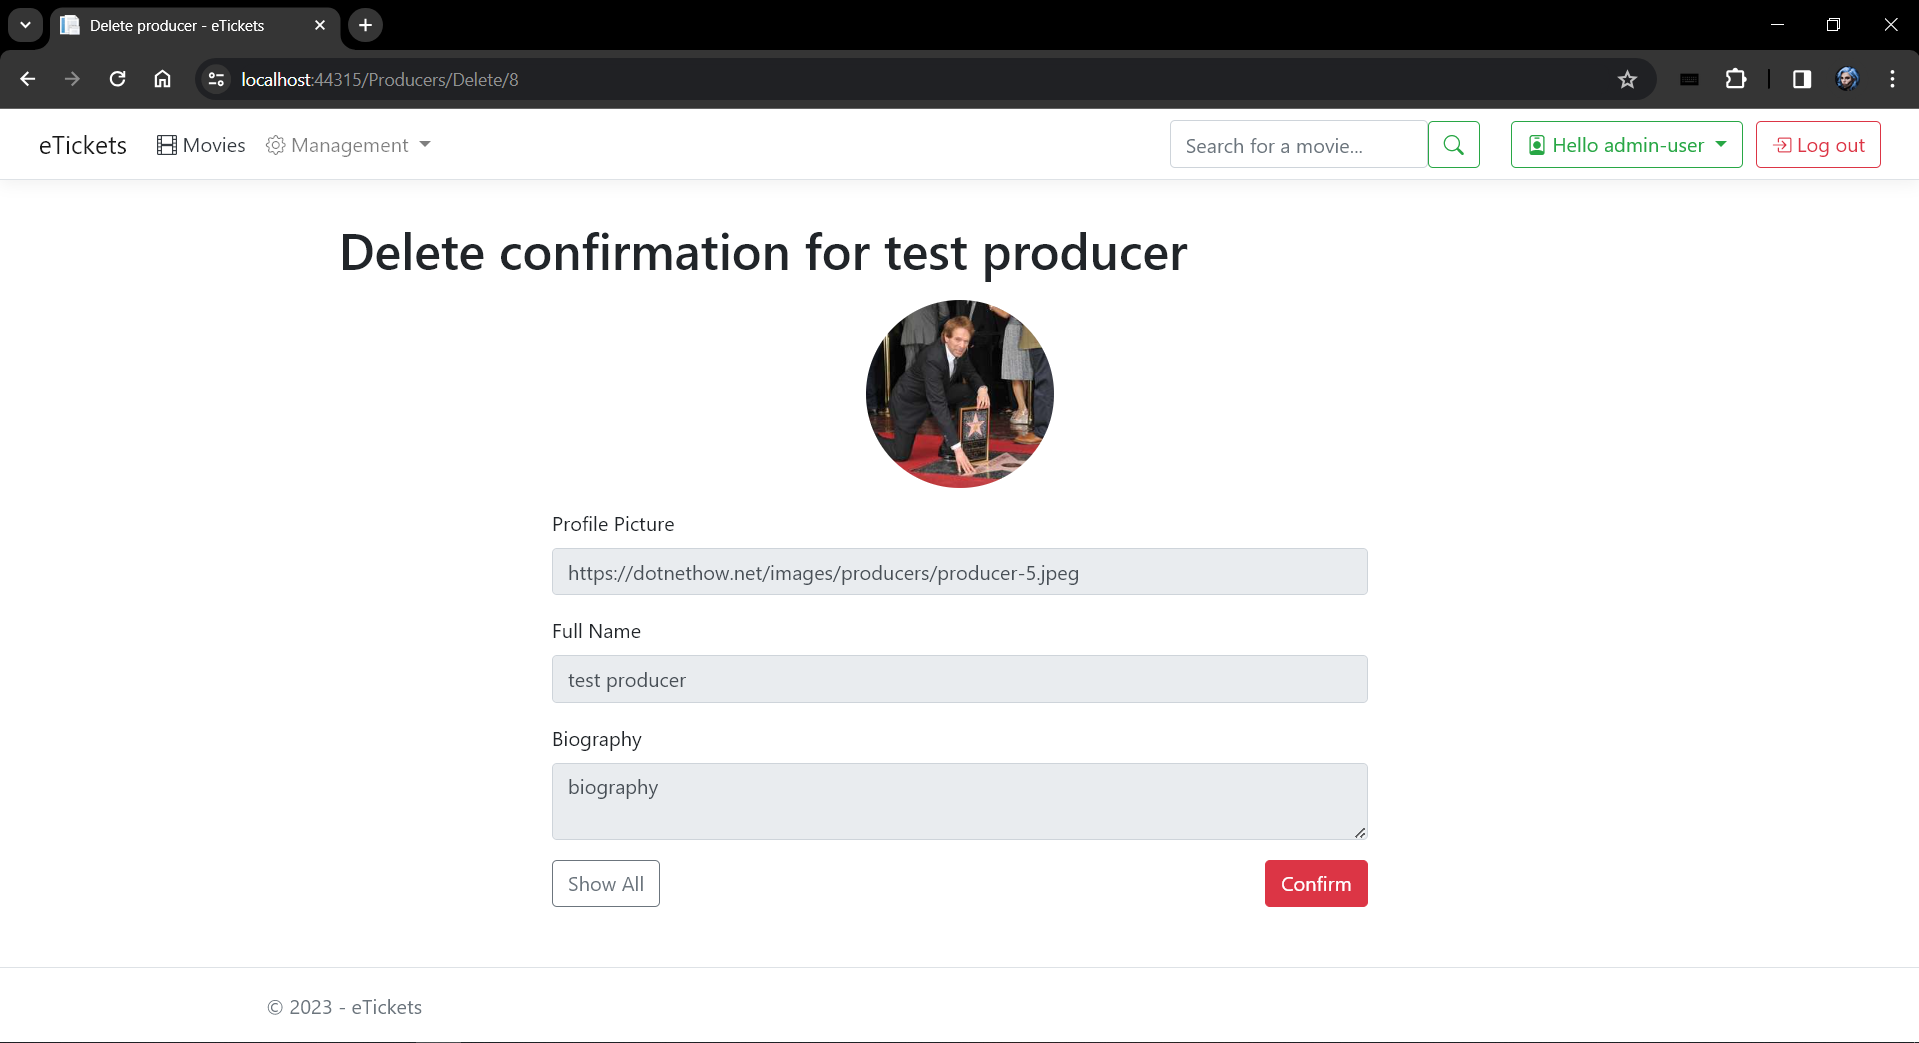 Delete producer - eTickets
localhost:44315/Producers/Delete/8
eTickets Movies Management Search for a movie... Hello admin-user Log out
Delete confirmation for test producer
Profile Picture
https://dotnethow.net/images/producers/producer-5.jpeg
Full Name
test producer
Biography
biography
Show All Confirm
© 2023 - eTickets